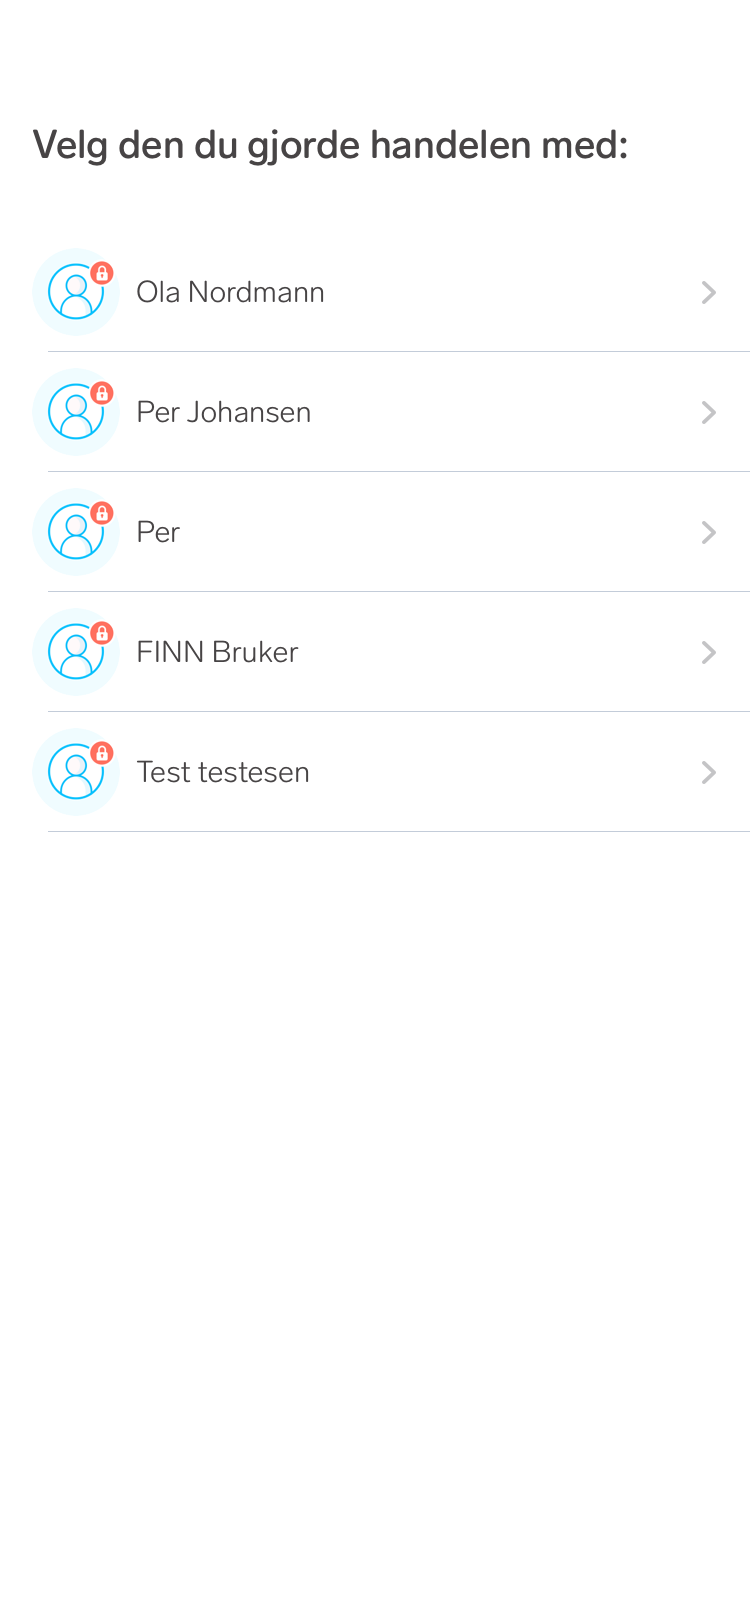 Velg den du gjorde handelen med:
Ola Nordmann
Per Johansen
Per
FINN Bruker
Test testesen